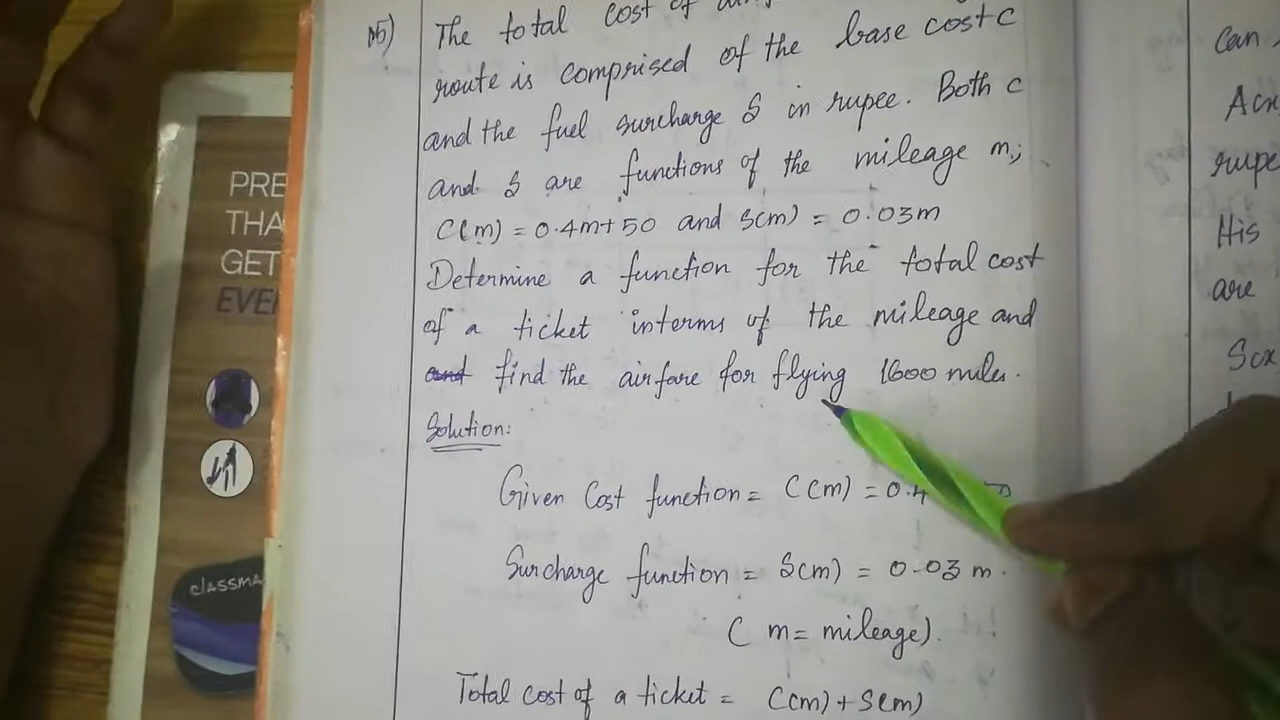 15) The total cost of
route is comprised of the base cost C
and the fuel surcharge S in rupee. Both C
and S are functions of the mileage m;
C(m) = 0.4m+50 and S(m) = 0.03m
Determine a function for the total cost
of a ticket interms of the mileage and
and find the airfare for flying 1600 miles.
Solution:
Given Cost function = C(m) = 0.4
Surcharge function = S(m) = 0.03 m.
( m = mileage).
Total cost of a ticket = C(m) + S(m)
PRE
THA
GET
EVER
CLASSMA
can
rupe
His
are